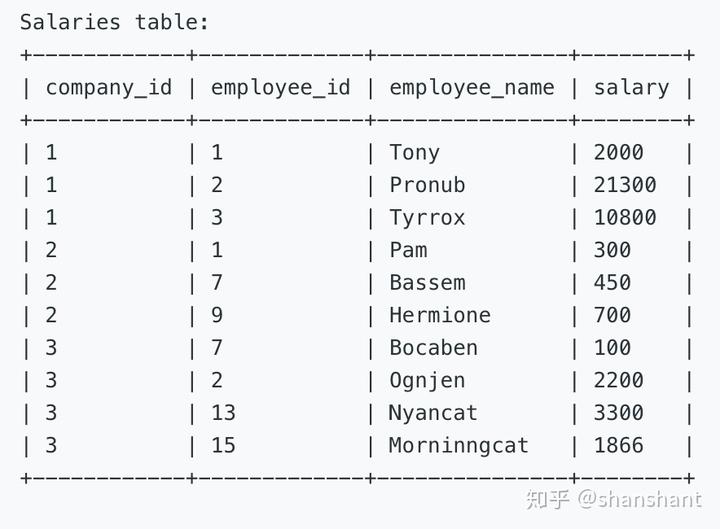 Salaries table:
+------------+-------------+---------------+--------+
| company_id | employee_id | employee_name | salary |
+------------+-------------+---------------+--------+
| 1          | 1           | Tony          | 2000   |
| 1          | 2           | Pronub        | 21300  |
| 1          | 3           | Tyrrox        | 10800  |
| 2          | 1           | Pam           | 300    |
| 2          | 7           | Bassem        | 450    |
| 2          | 9           | Hermione      | 700    |
| 3          | 7           | Bocaben       | 100    |
| 3          | 2           | Ognjen        | 2200   |
| 3          | 13          | Nyancat       | 3300   |
| 3          | 15          | Morninngcat   | 1866   |
+------------+-------------+---------------+--------+
知乎 @shanshant